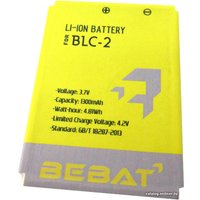 LI-ION BATTERY
FOR BLC-2
-Voltage: 3.7V
-Capacity: 1300mAh
-Watt-hour: 4.81Wh
-Limited Charge Voltage: 4.2V
-Standard: GB/T 18287-2013
BEBAT